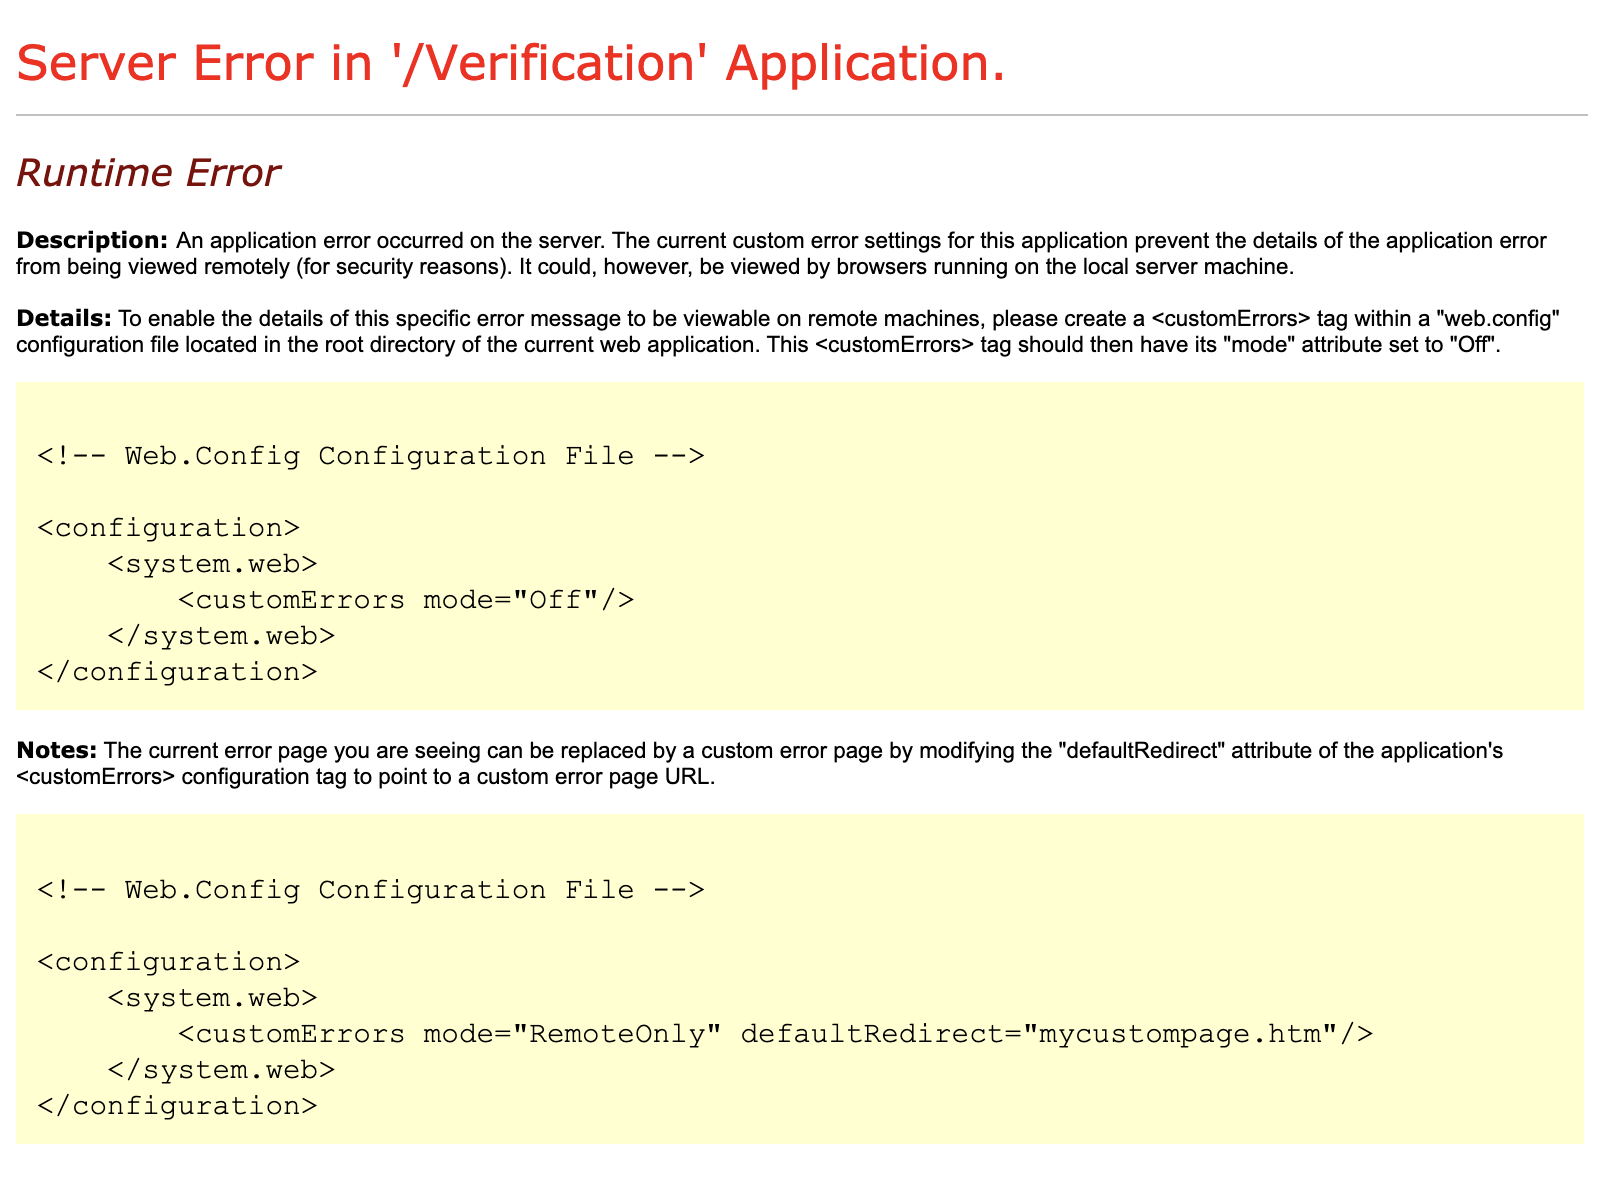 Server Error in '/Verification' Application.
Runtime Error
Description: An application error occurred on the server. The current custom error settings for this application prevent the details of the application error
from being viewed remotely (for security reasons). It could, however, be viewed by browsers running on the local server machine.
Details: To enable the details of this specific error message to be viewable on remote machines, please create a <customErrors> tag within a "web.config"
configuration file located in the root directory of the current web application. This <customErrors> tag should then have its "mode" attribute set to "Off".
<!-- Web.Config Configuration File -->
<configuration>
    <system.web>
        <customErrors mode="Off"/>
    </system.web>
</configuration>
Notes: The current error page you are seeing can be replaced by a custom error page by modifying the "defaultRedirect" attribute of the application's
<customErrors> configuration tag to point to a custom error page URL.
<!-- Web.Config Configuration File -->
<configuration>
    <system.web>
        <customErrors mode="RemoteOnly" defaultRedirect="mycustompage.htm"/>
    </system.web>
</configuration>